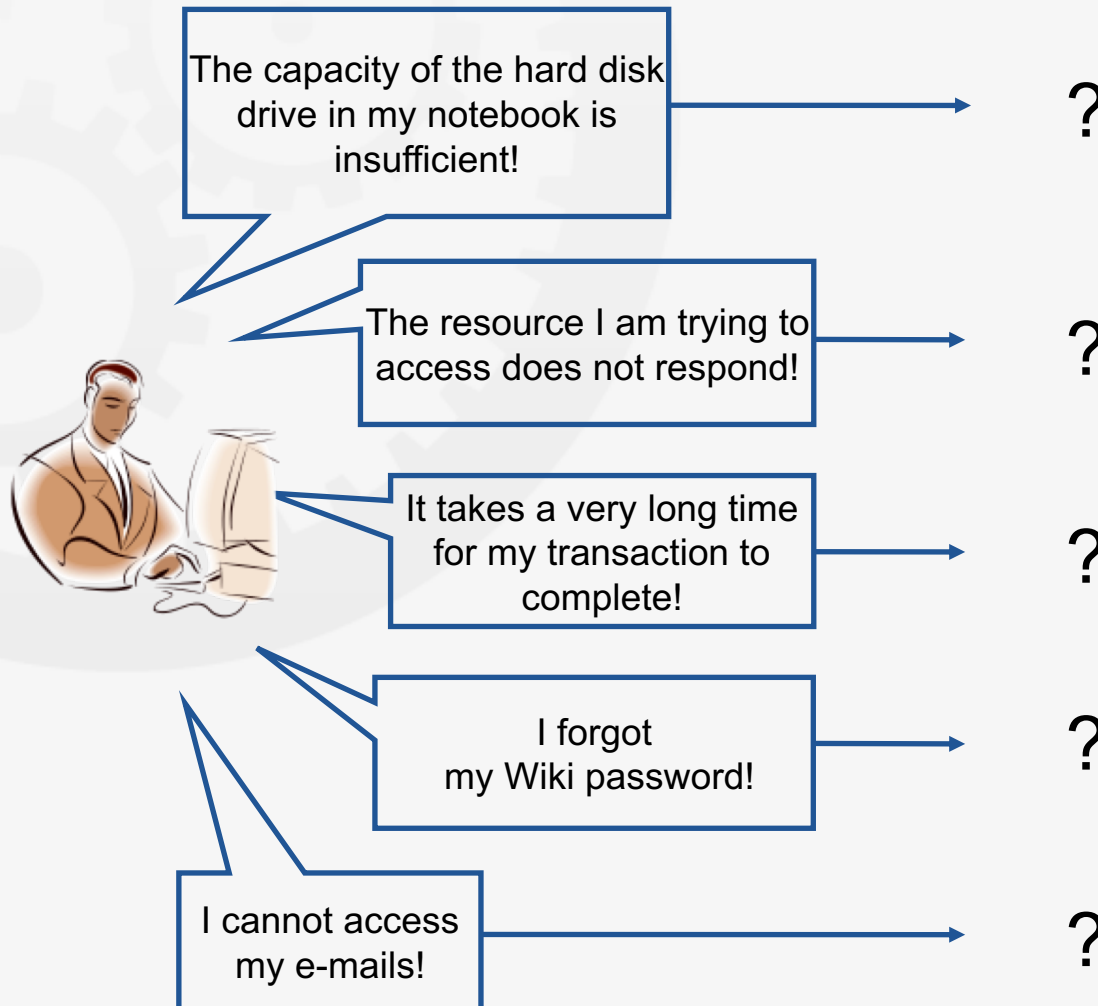 The capacity of the hard disk
drive in my notebook is
insufficient!
?
The resource I am trying to
access does not respond!
?
It takes a very long time
for my transaction to
complete!
?
I forgot
my Wiki password!
?
I cannot access
my e-mails!
?